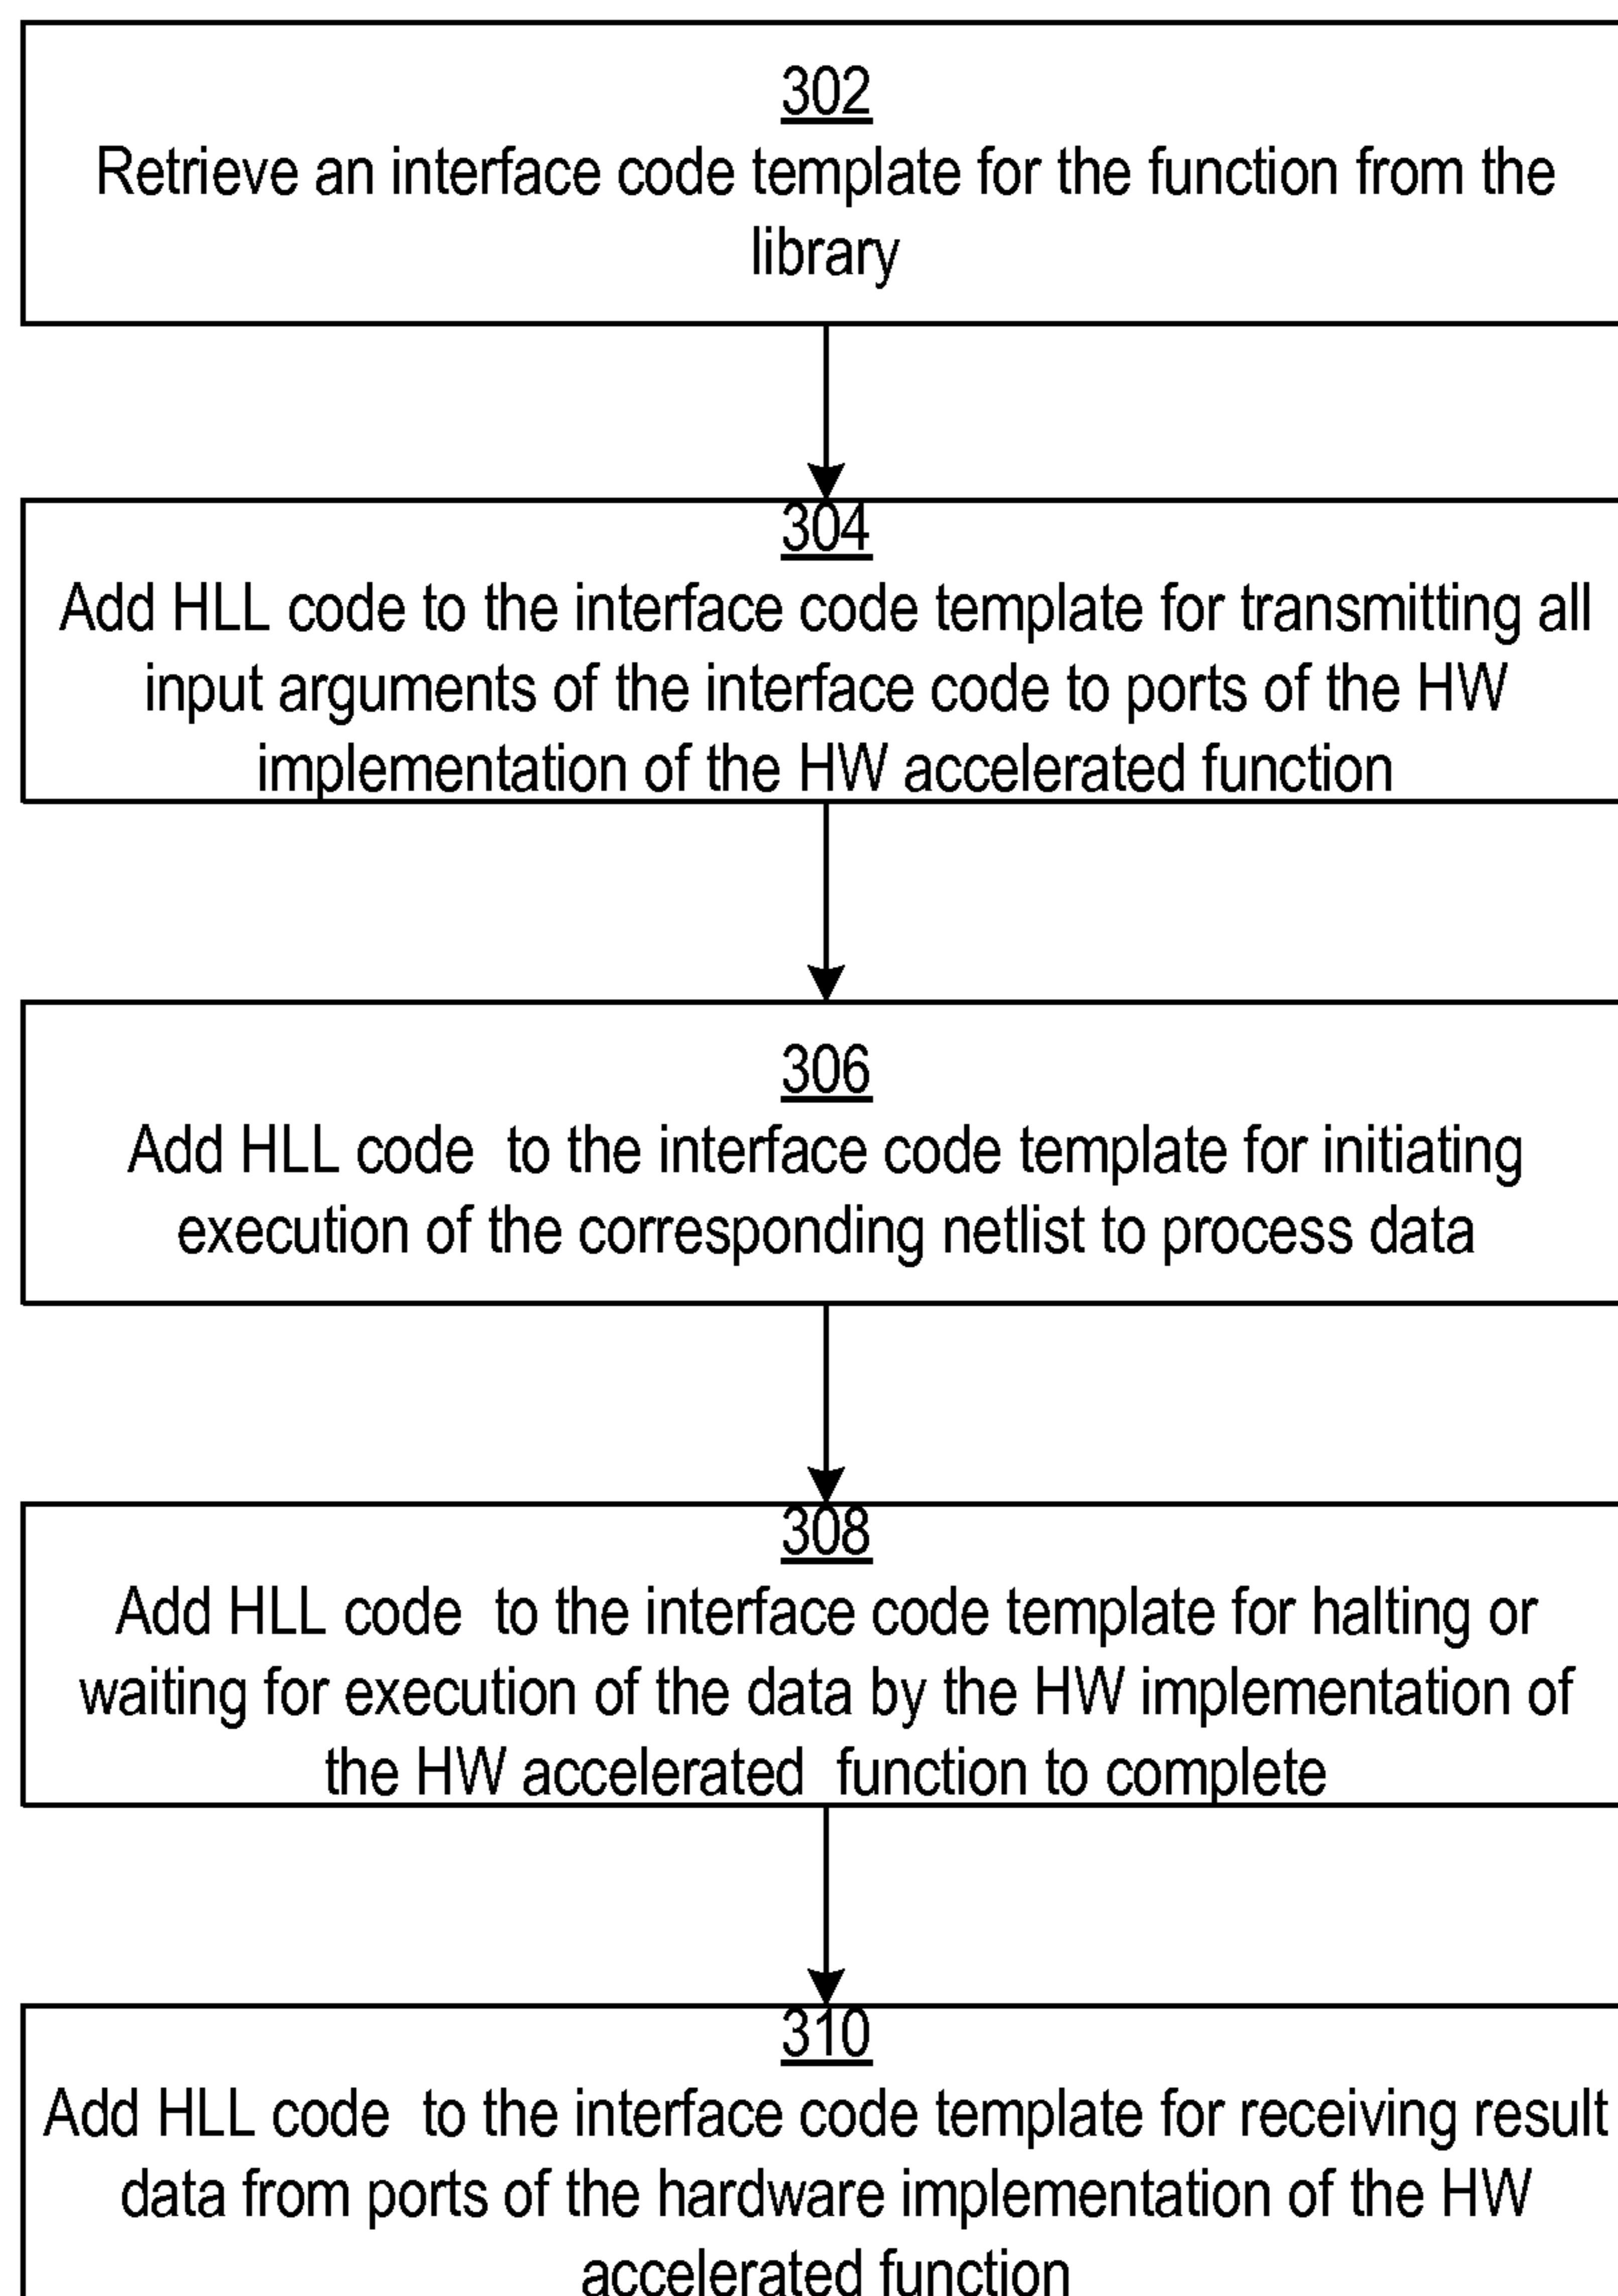 302
Retrieve an interface code template for the function from the
library
304
Add HLL code to the interface code template for transmitting all
input arguments of the interface code to ports of the HW
implementation of the HW accelerated function
306
Add HLL code  to the interface code template for initiating
execution of the corresponding netlist to process data
308
Add HLL code  to the interface code template for halting or
waiting for execution of the data by the HW implementation of
the HW accelerated  function to complete
310
Add HLL code  to the interface code template for receiving result
data from ports of the hardware implementation of the HW
accelerated function